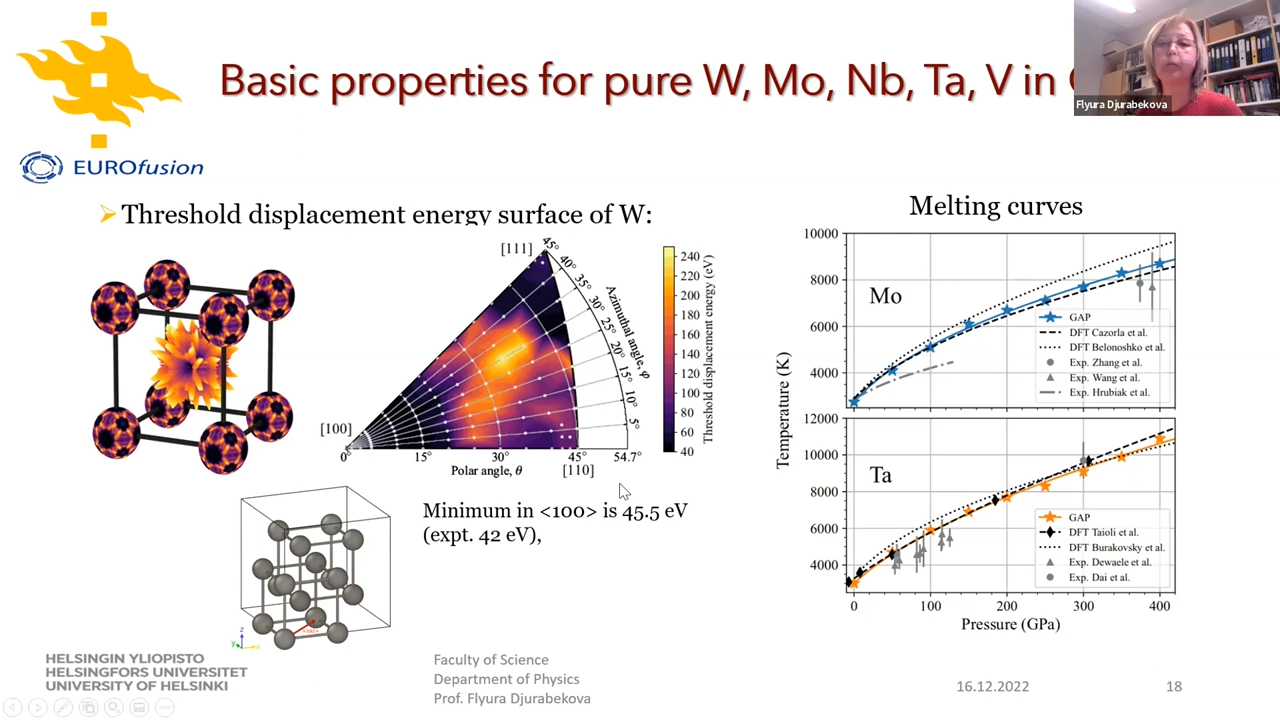 Basic properties for pure W, Mo, Nb, Ta, V in
Flyura Djurabekova
EUROfusion
➢ Threshold displacement energy surface of W:
[111]
45°
40°
35°
30°
25°
20°
15°
10°
5°
Azimuthal angle, φ
[100]
0°
15°
30°
45°
54.7°
Polar angle, θ
[110]
240
220
200
180
160
140
120
100
80
60
40
Threshold displacement energy (eV)
Minimum in <100> is 45.5 eV
(expt. 42 eV),
z
y
x
Melting curves
10000
8000
6000
4000
Mo
GAP
DFT Cazorla et al.
DFT Belonoshko et al.
Exp. Zhang et al.
Exp. Wang et al.
Exp. Hrubiak et al.
Temperature (K)
12000
10000
8000
6000
4000
Ta
GAP
DFT Taioli et al.
DFT Burakovsky et al.
Exp. Dewaele et al.
Exp. Dai et al.
0
100
200
300
400
Pressure (GPa)
HELSINGIN YLIOPISTO
HELSINGFORS UNIVERSITET
UNIVERSITY OF HELSINKI
Faculty of Science
Department of Physics
Prof. Flyura Djurabekova
16.12.2022
18